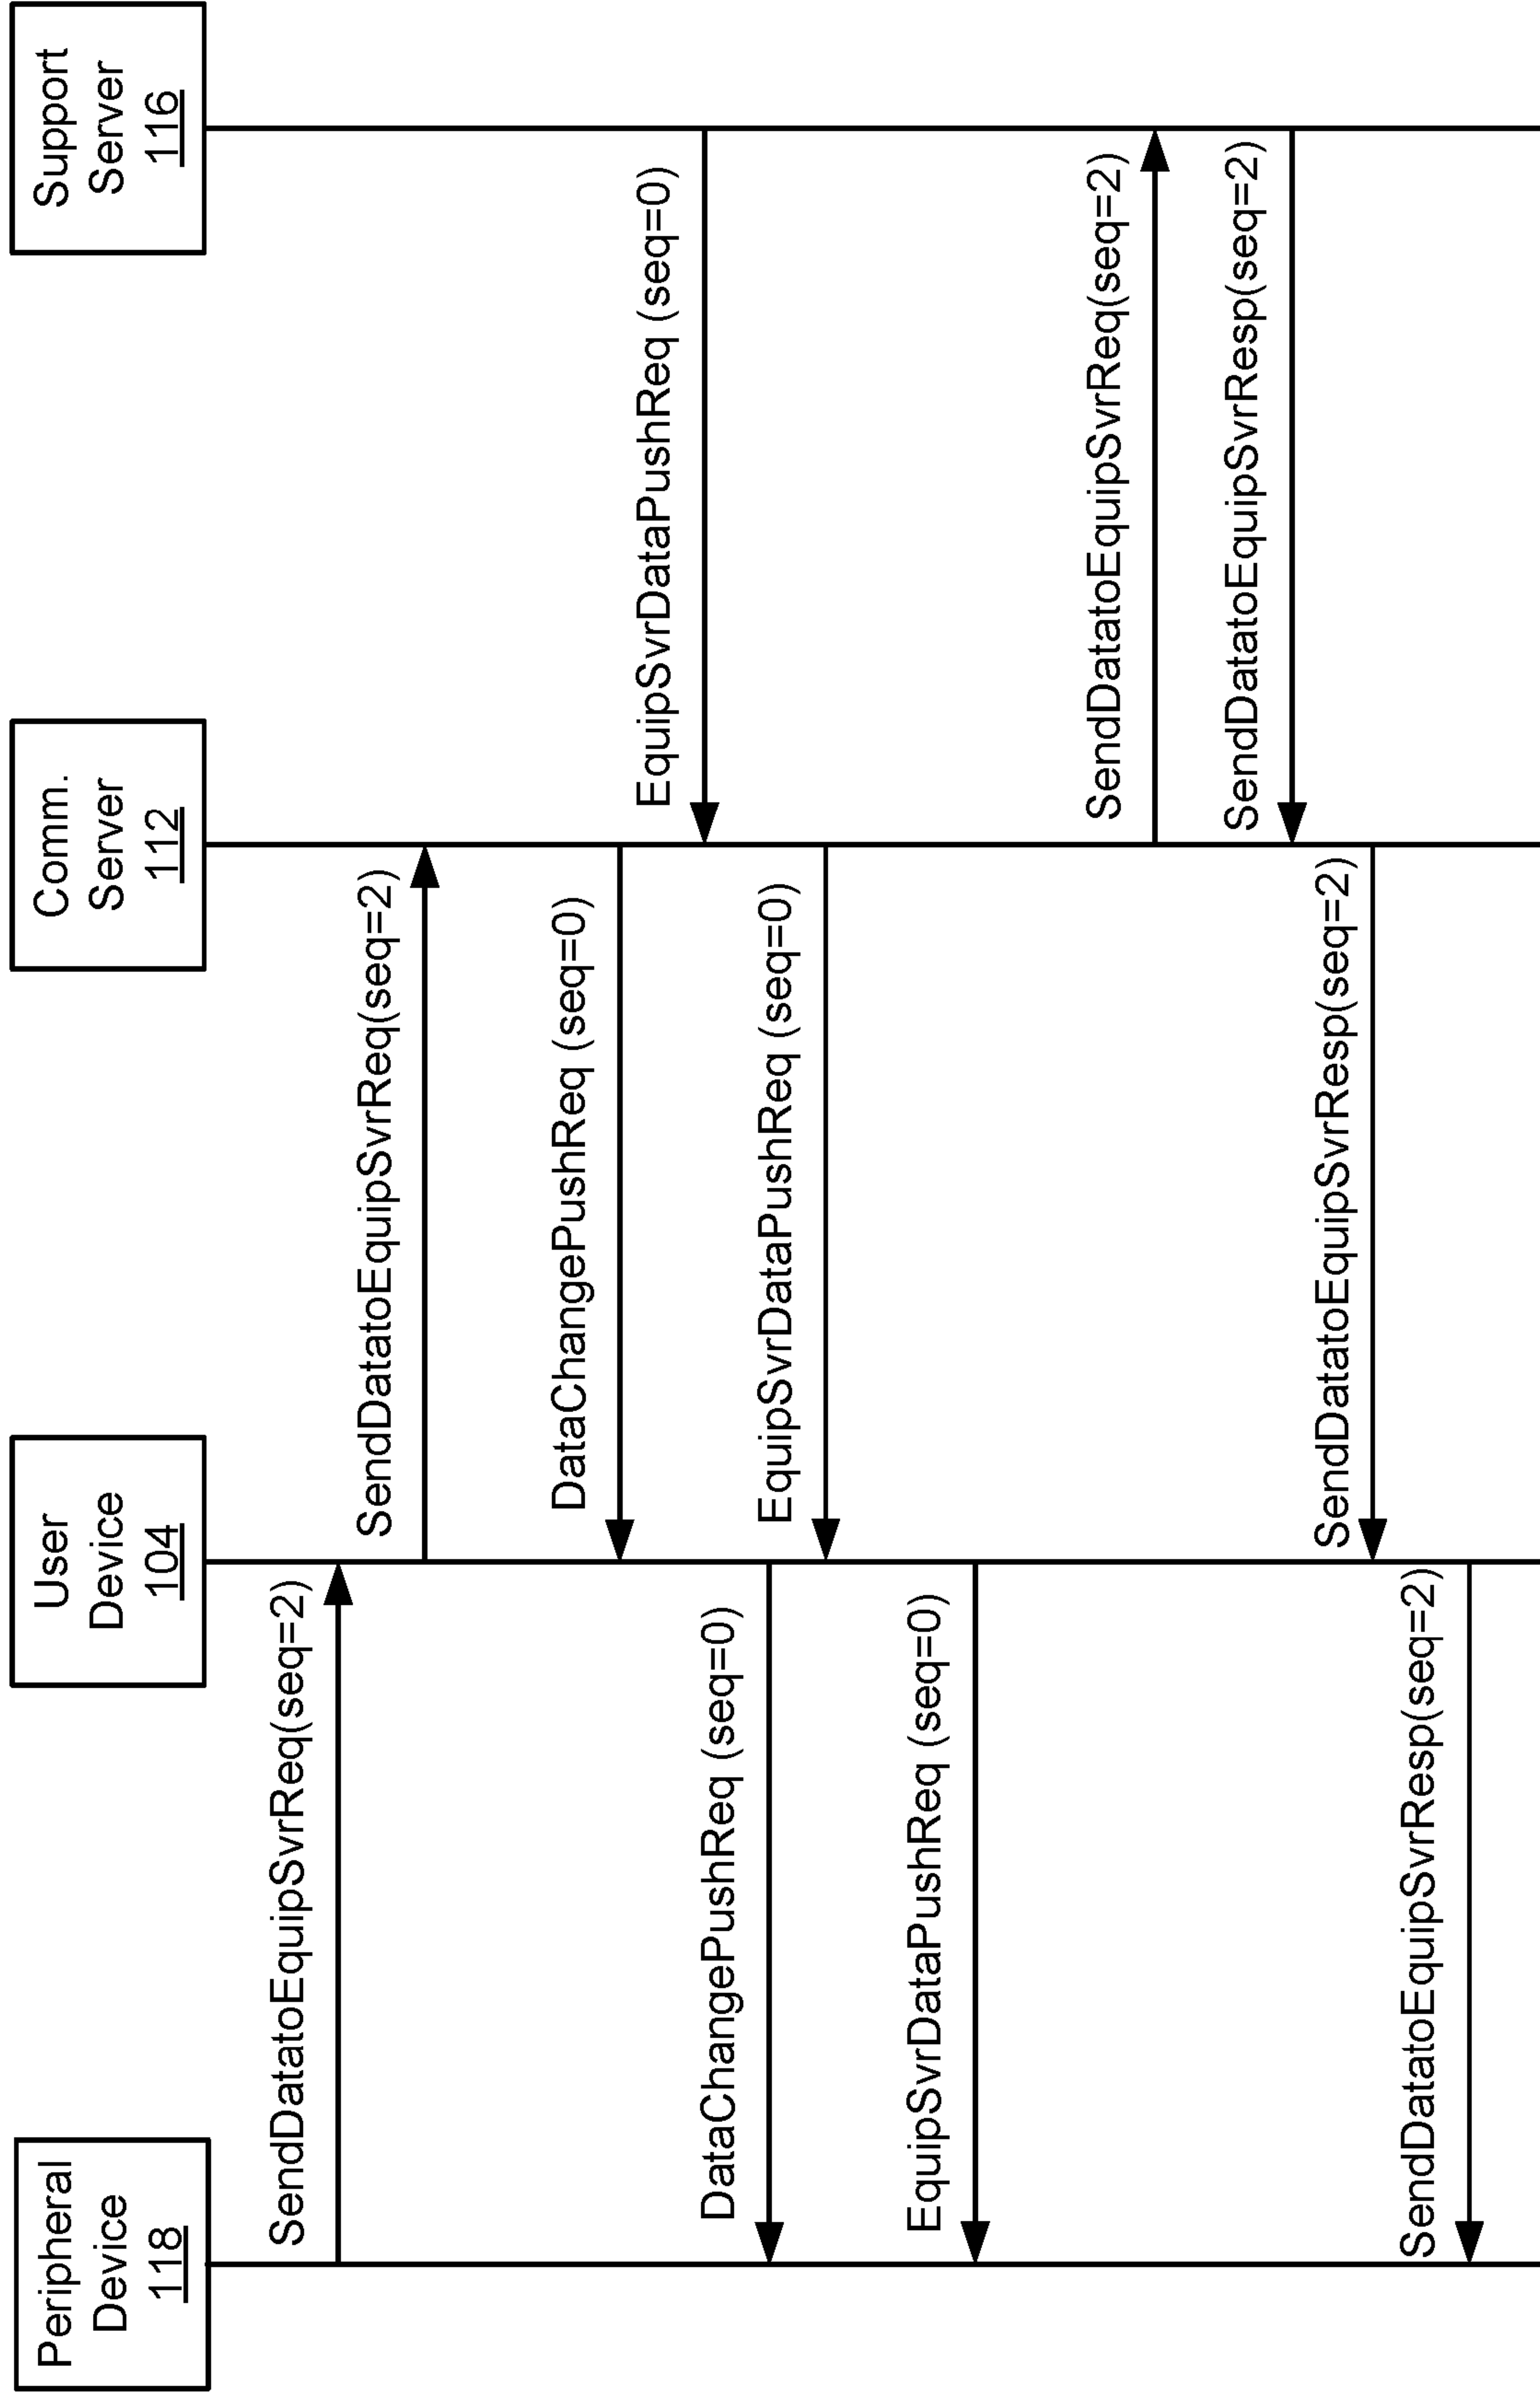 Peripheral
Device
118
User
Device
104
Comm.
Server
112
Support
Server
116
SendDatatoEquipSvrReq(seq=2)
SendDatatoEquipSvrReq(seq=2)
DataChangePushReq (seq=0)
EquipSvrDataPushReq (seq=0)
DataChangePushReq (seq=0)
EquipSvrDataPushReq (seq=0)
EquipSvrDataPushReq (seq=0)
SendDatatoEquipSvrReq(seq=2)
SendDatatoEquipSvrResp(seq=2)
SendDatatoEquipSvrResp(seq=2)
SendDatatoEquipSvrResp(seq=2)